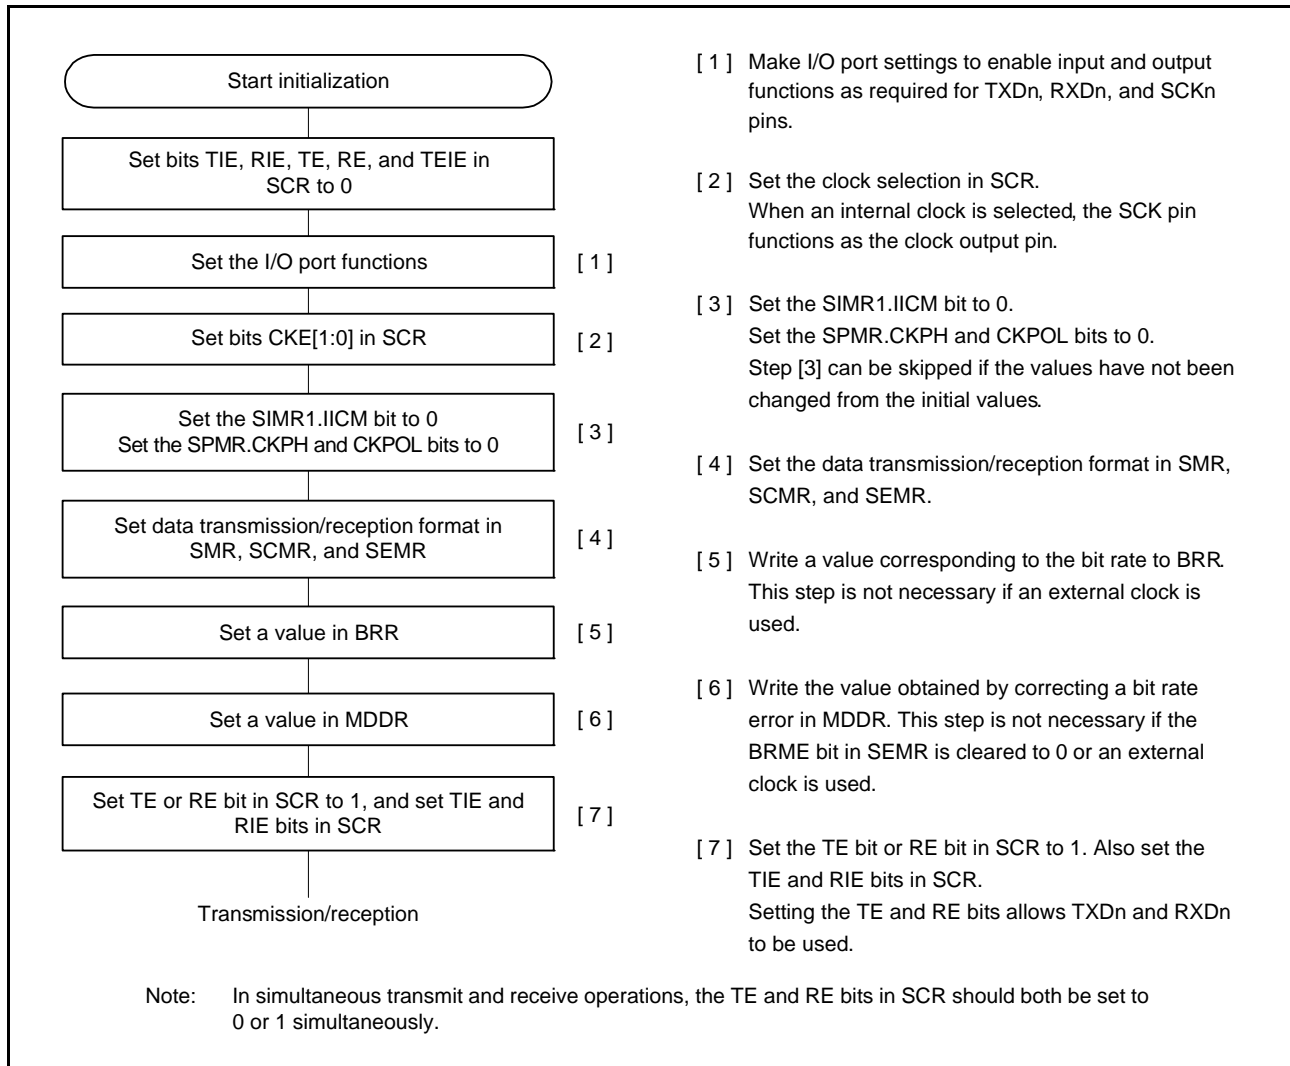 Start initialization
Set bits TIE, RIE, TE, RE, and TEIE in
SCR to 0
Set the I/O port functions
[ 1 ]
Set bits CKE[1:0] in SCR
[ 2 ]
Set the SIMR1.IICM bit to 0
Set the SPMR.CKPH and CKPOL bits to 0
[ 3 ]
Set data transmission/reception format in
SMR, SCMR, and SEMR
[ 4 ]
Set a value in BRR
[ 5 ]
Set a value in MDDR
[ 6 ]
Set TE or RE bit in SCR to 1, and set TIE and
RIE bits in SCR
[ 7 ]
Transmission/reception
[ 1 ] Make I/O port settings to enable input and output
functions as required for TXDn, RXDn, and SCKn
pins.
[ 2 ] Set the clock selection in SCR.
When an internal clock is selected, the SCK pin
functions as the clock output pin.
[ 3 ] Set the SIMR1.IICM bit to 0.
Set the SPMR.CKPH and CKPOL bits to 0.
Step [3] can be skipped if the values have not been
changed from the initial values.
[ 4 ] Set the data transmission/reception format in SMR,
SCMR, and SEMR.
[ 5 ] Write a value corresponding to the bit rate to BRR.
This step is not necessary if an external clock is
used.
[ 6 ] Write the value obtained by correcting a bit rate
error in MDDR. This step is not necessary if the
BRME bit in SEMR is cleared to 0 or an external
clock is used.
[ 7 ] Set the TE bit or RE bit in SCR to 1. Also set the
TIE and RIE bits in SCR.
Setting the TE and RE bits allows TXDn and RXDn
to be used.
Note: In simultaneous transmit and receive operations, the TE and RE bits in SCR should both be set to
0 or 1 simultaneously.